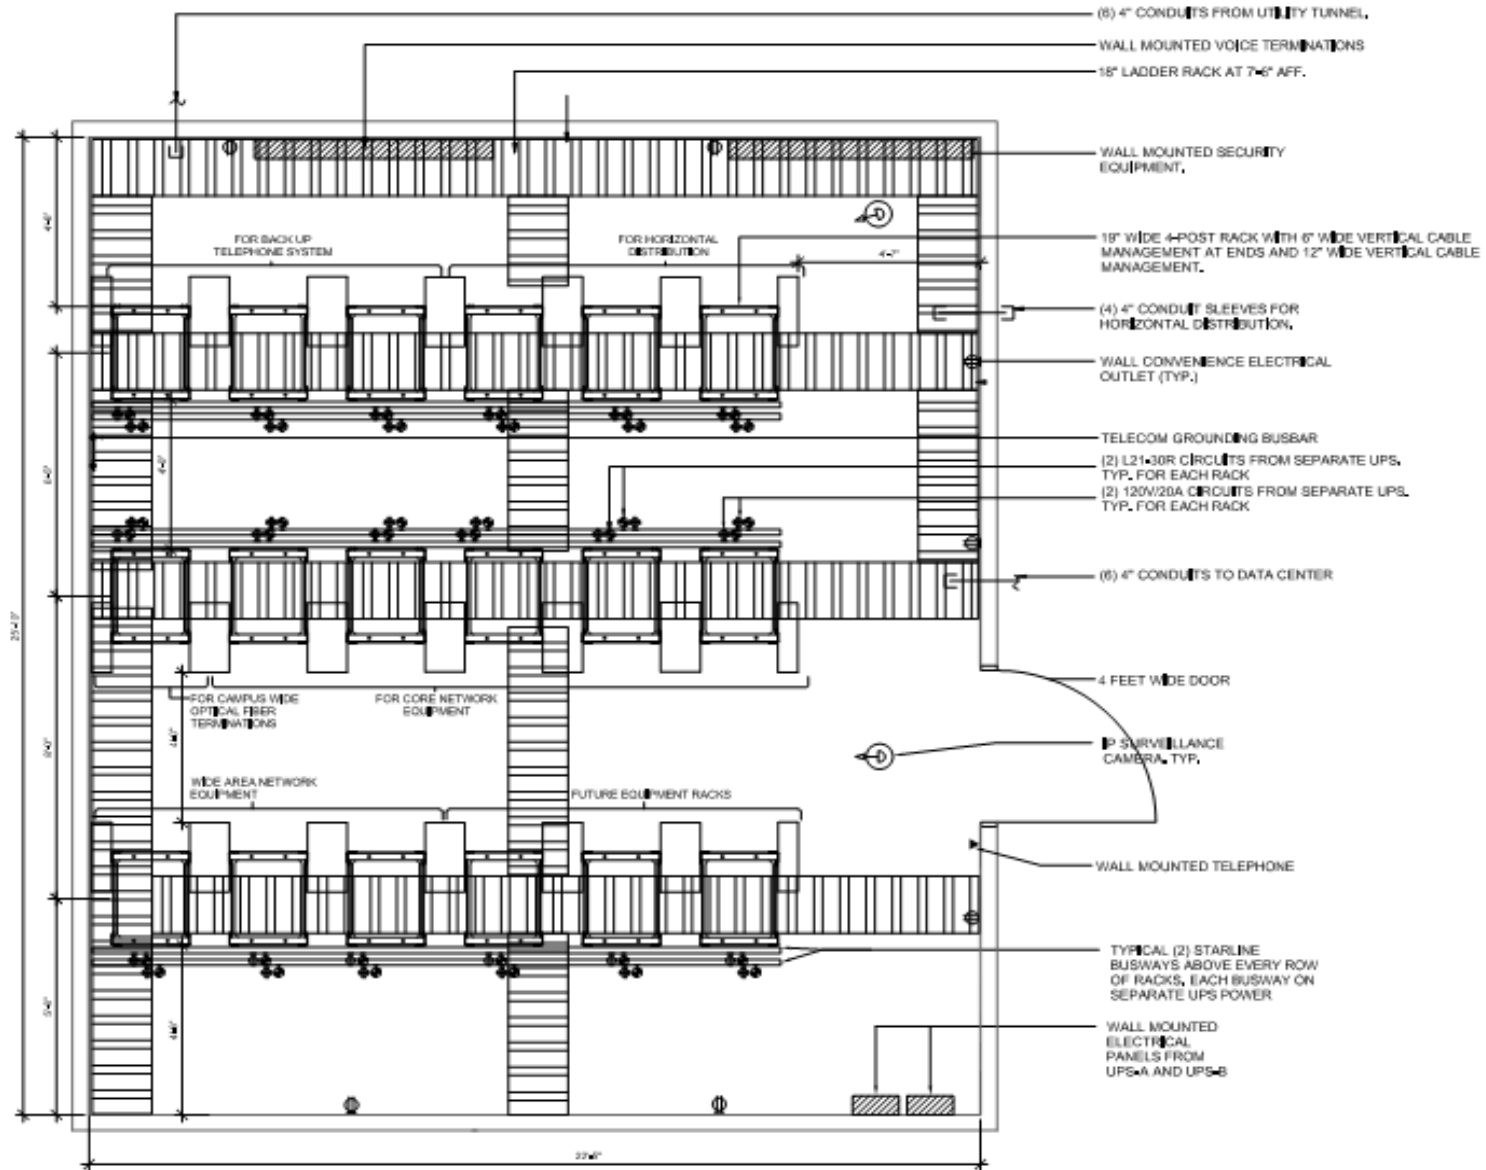 (6) 4" CONDUITS FROM UTILITY TUNNEL.
WALL MOUNTED VOICE TERMINATIONS
18" LADDER RACK AT 7'-6" AFF.
WALL MOUNTED SECURITY
EQUIPMENT.
FOR BACK UP
TELEPHONE SYSTEM
FOR HORIZONTAL
DISTRIBUTION
19" WIDE 4-POST RACK WITH 6" WIDE VERTICAL CABLE
MANAGEMENT AT ENDS AND 12" WIDE VERTICAL CABLE
MANAGEMENT.
(4) 4" CONDUIT SLEEVES FOR
HORIZONTAL DISTRIBUTION.
WALL CONVENIENCE ELECTRICAL
OUTLET (TYP.)
TELECOM GROUNDING BUSBAR
(2) L21-30R CIRCUITS FROM SEPARATE UPS.
TYP. FOR EACH RACK
(2) 120V/20A CIRCUITS FROM SEPARATE UPS.
TYP. FOR EACH RACK
(6) 4" CONDUITS TO DATA CENTER
FOR CAMPUS WIDE
OPTICAL FIBER
TERMINATIONS
FOR CORE NETWORK
EQUIPMENT
4 FEET WIDE DOOR
IP SURVEILLANCE
CAMERA, TYP.
WIDE AREA NETWORK
EQUIPMENT
FUTURE EQUIPMENT RACKS
WALL MOUNTED TELEPHONE
TYPICAL (2) STARLINE
BUSWAYS ABOVE EVERY ROW
OF RACKS, EACH BUSWAY ON
SEPARATE UPS POWER
WALL MOUNTED
ELECTRICAL
PANELS FROM
UPS-A AND UPS-B